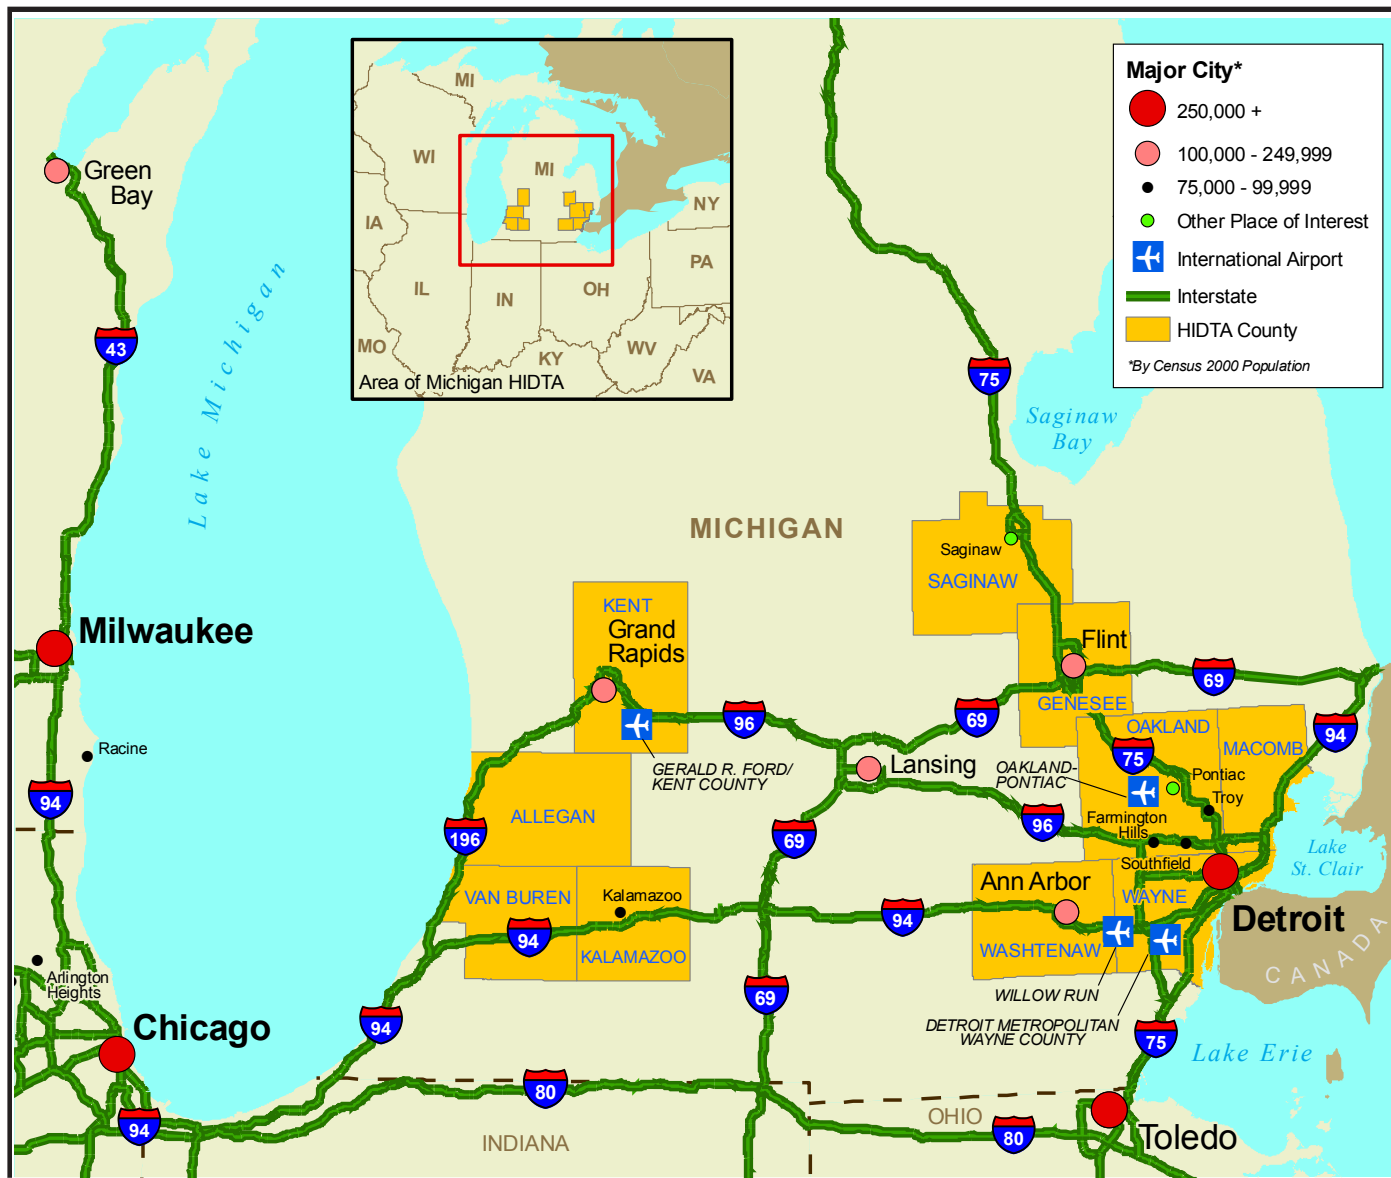 Major City*
250,000 +
100,000 - 249,999
75,000 - 99,999
Other Place of Interest
International Airport
Interstate
HIDTA County
*By Census 2000 Population
MI
WI
MI
NY
IA
PA
IL
IN
OH
MO
KY
WV
VA
Area of Michigan HIDTA
Green
Bay
43
Lake Michigan
75
Saginaw
Bay
MICHIGAN
Saginaw
SAGINAW
KENT
Grand
Rapids
Milwaukee
Flint
69
GENESEE
96
69
OAKLAND
MACOMB
94
75
Racine
GERALD R. FORD/
KENT COUNTY
Lansing
OAKLAND-
PONTIAC
Pontiac
Troy
94
ALLEGAN
196
69
96
Farmington
Hills
Southfield
Lake
St. Clair
Ann Arbor
WAYNE
VAN BUREN
Kalamazoo
94
94
Detroit
WASHTENAW
KALAMAZOO
CANADA
Arlington
Heights
69
WILLOW RUN
DETROIT METROPOLITAN
WAYNE COUNTY
Chicago
94
75
Lake Erie
80
OHIO
94
INDIANA
80
Toledo